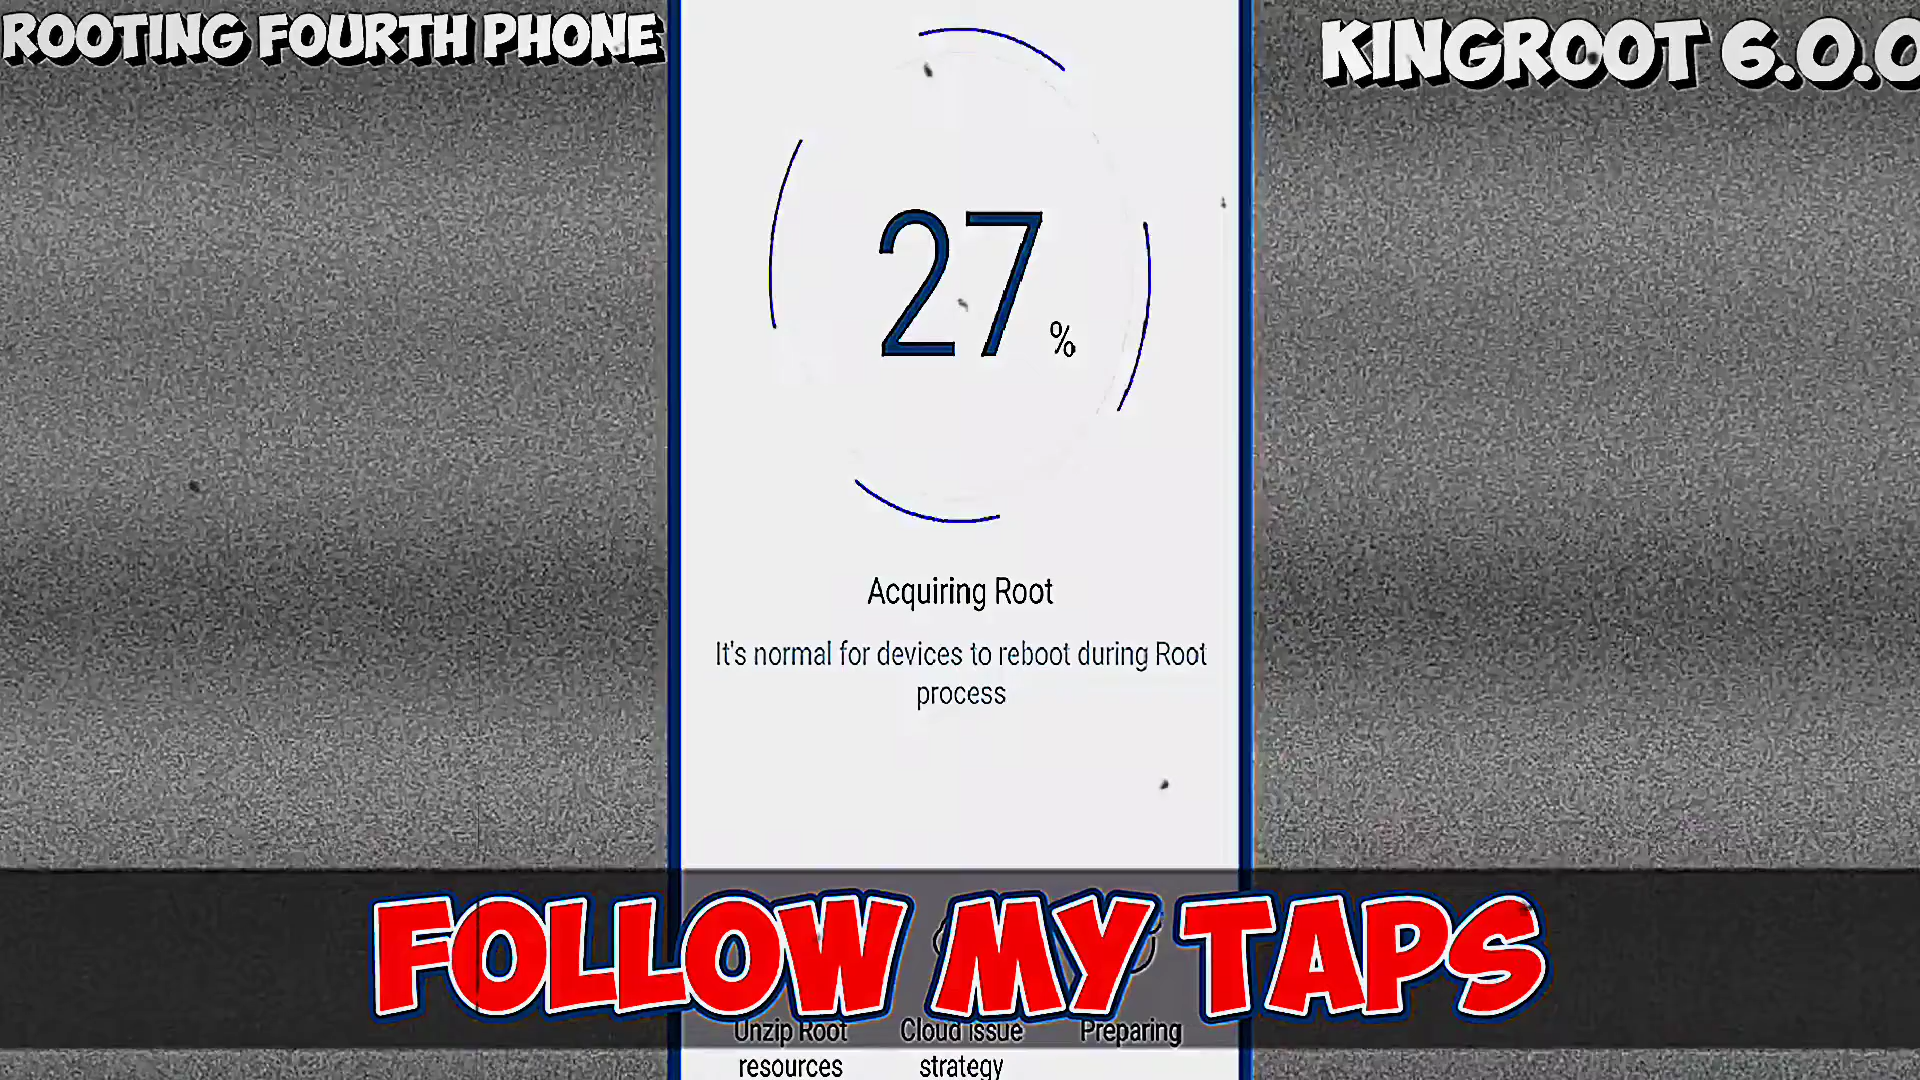 ROOTING FOURTH PHONE
KINGROOT 6.0.0
27
%
Acquiring Root
It's normal for devices to reboot during Root
process
FOLLOW MY TAPS
Unzip Root
resources
Cloud issue
strategy
Preparing